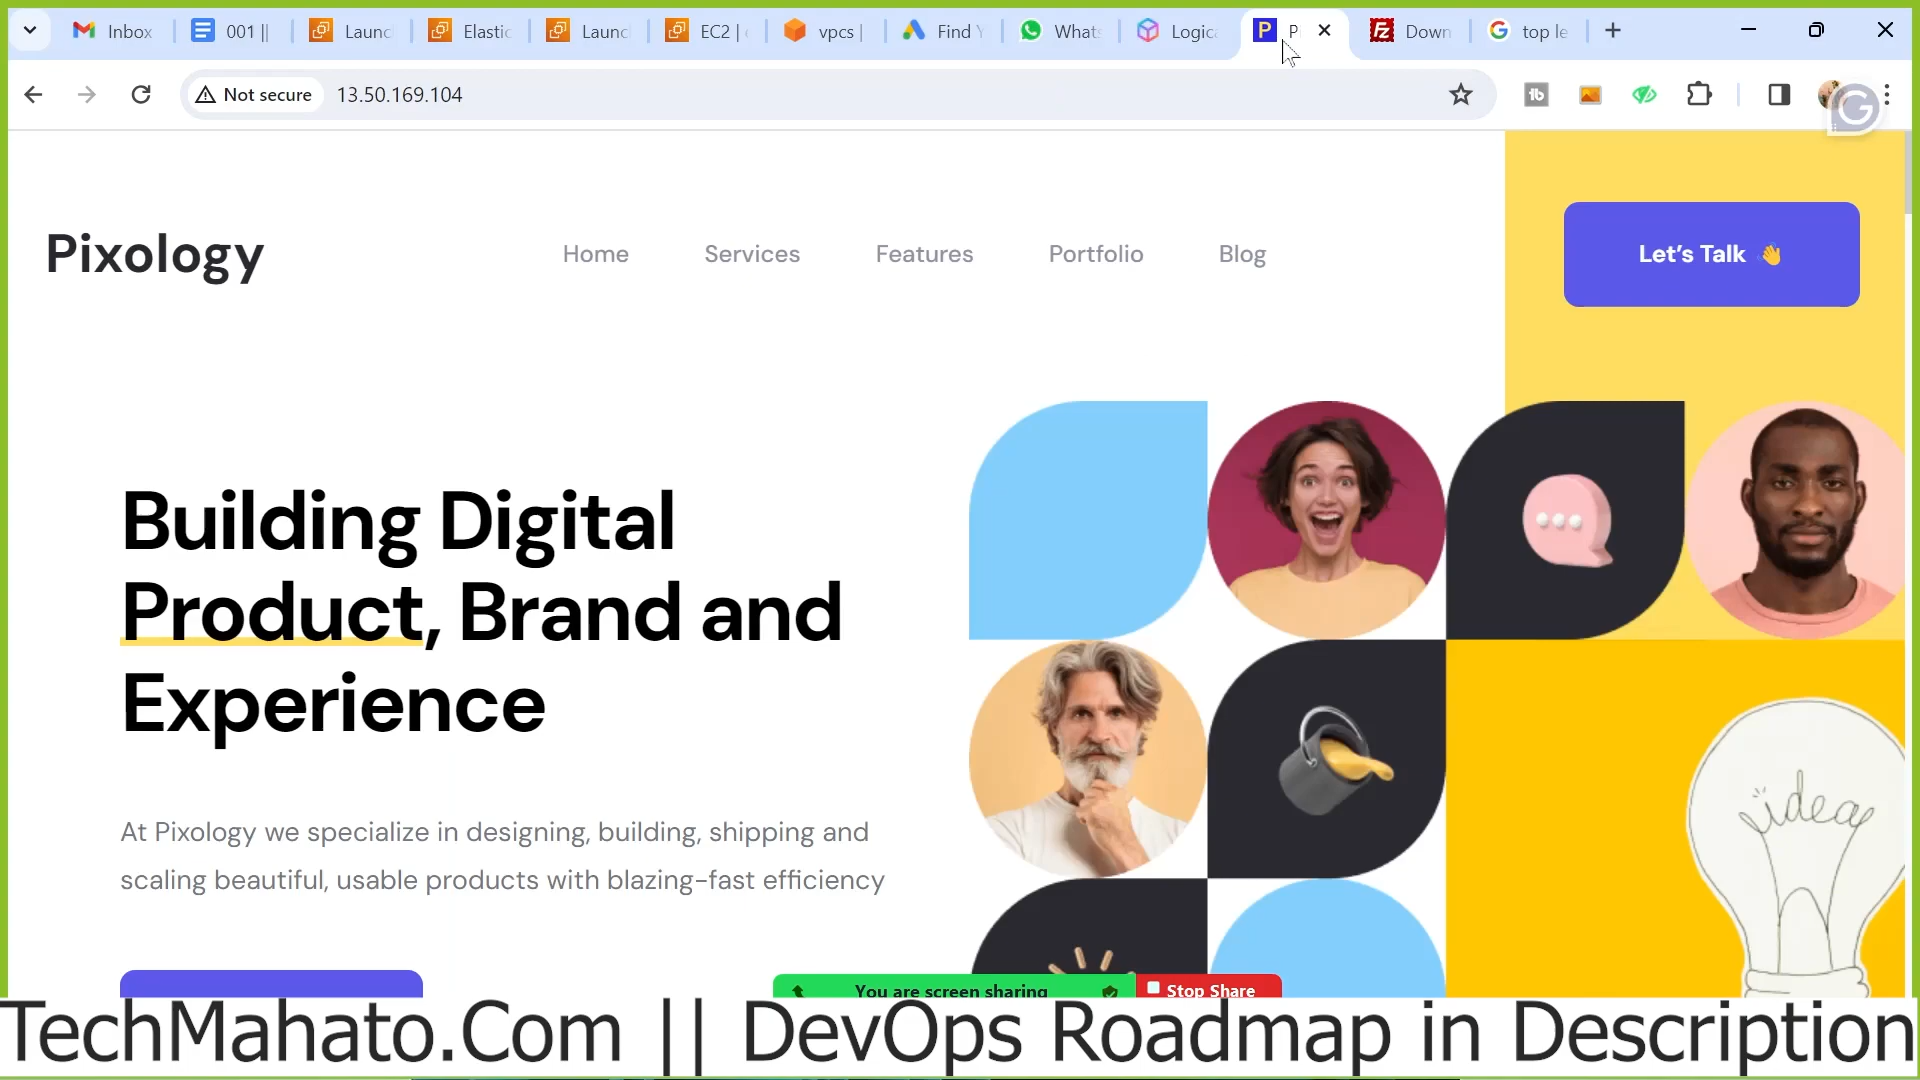 Inbox
001 ||
Launc
Elastic
Launc
EC2 |
vpcs |
Find Y
Whats
Logica
P
P
Down
top le
Not secure
13.50.169.104
Pixology
Home
Services
Features
Portfolio
Blog
Let's Talk 👋
Building Digital
Product, Brand and
Experience
At Pixology we specialize in designing, building, shipping and
scaling beautiful, usable products with blazing-fast efficiency
idea
You are screen sharing
Stop Share
TechMahato.Com || DevOps Roadmap in Description